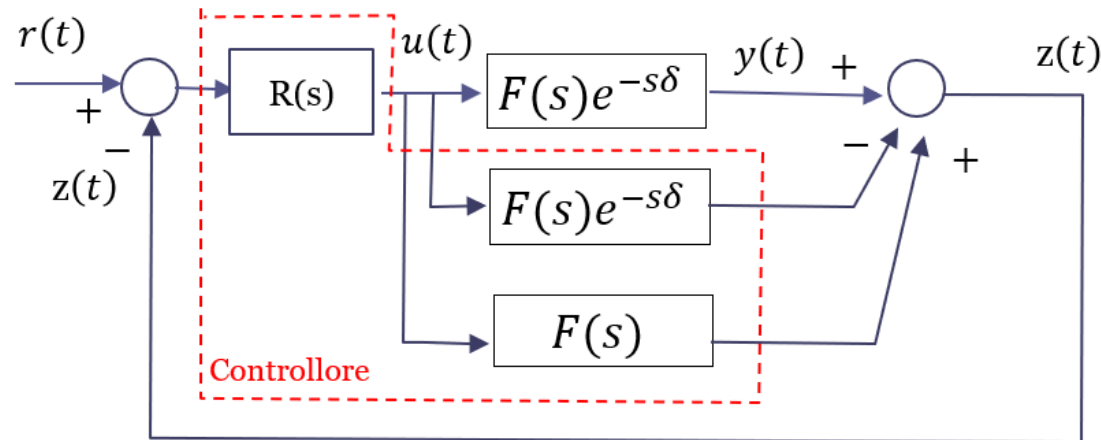 r(t)
+
−
z(t)
R(s)
u(t)
F(s)e^{-sδ}
y(t)
+
z(t)
F(s)e^{-sδ}
−
+
F(s)
Controllore